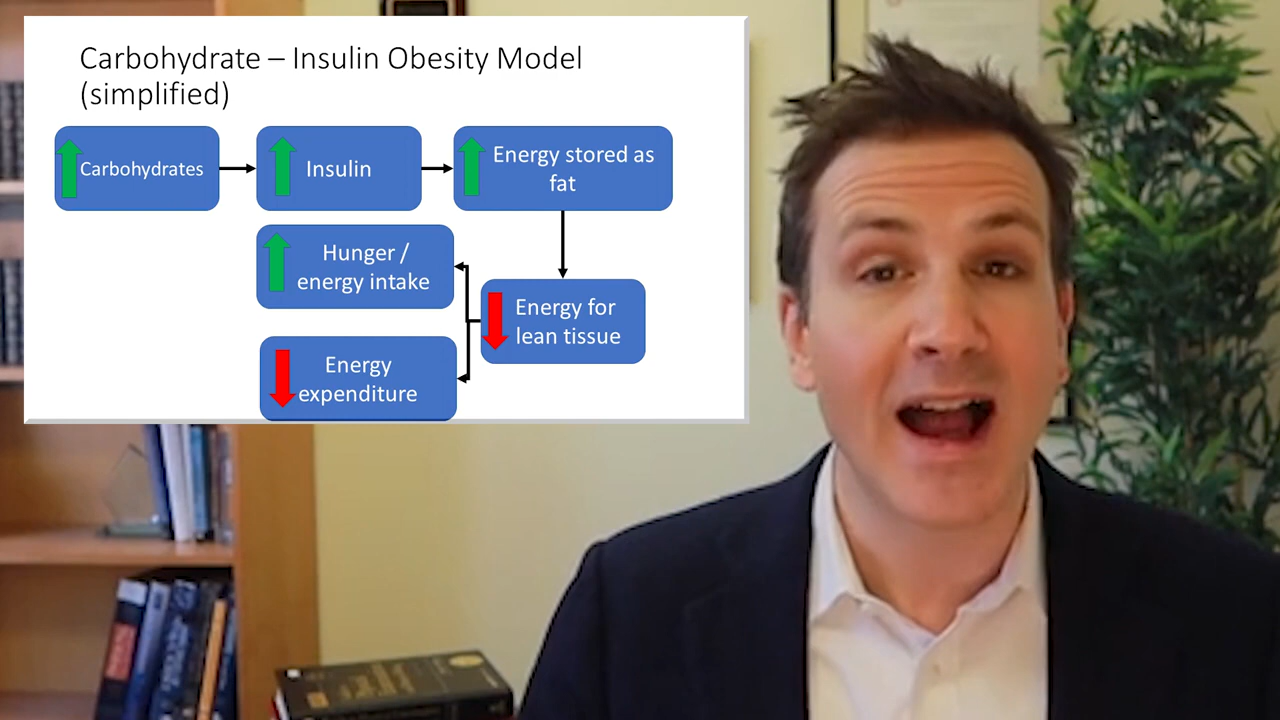 Carbohydrate – Insulin Obesity Model
(simplified)
Carbohydrates
Insulin
Energy stored as
fat
Hunger /
energy intake
Energy for
lean tissue
Energy
expenditure